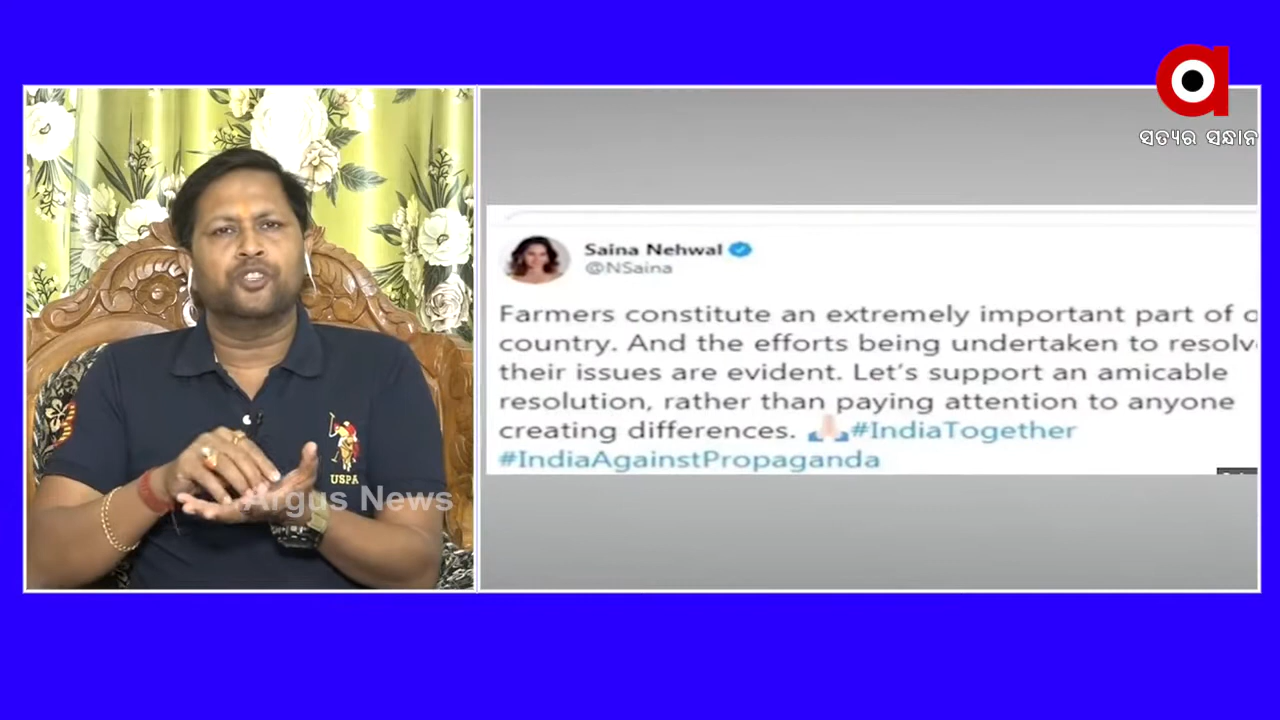 ସତ୍ୟର ସନ୍ଧାନ
Saina Nehwal
@NSaina
Farmers constitute an extremely important part of
country. And the efforts being undertaken to resolv
their issues are evident. Let's support an amicable
resolution, rather than paying attention to anyone
creating differences. 🙏🏻#IndiaTogether
#IndiaAgainstPropaganda
USPA
Argus News